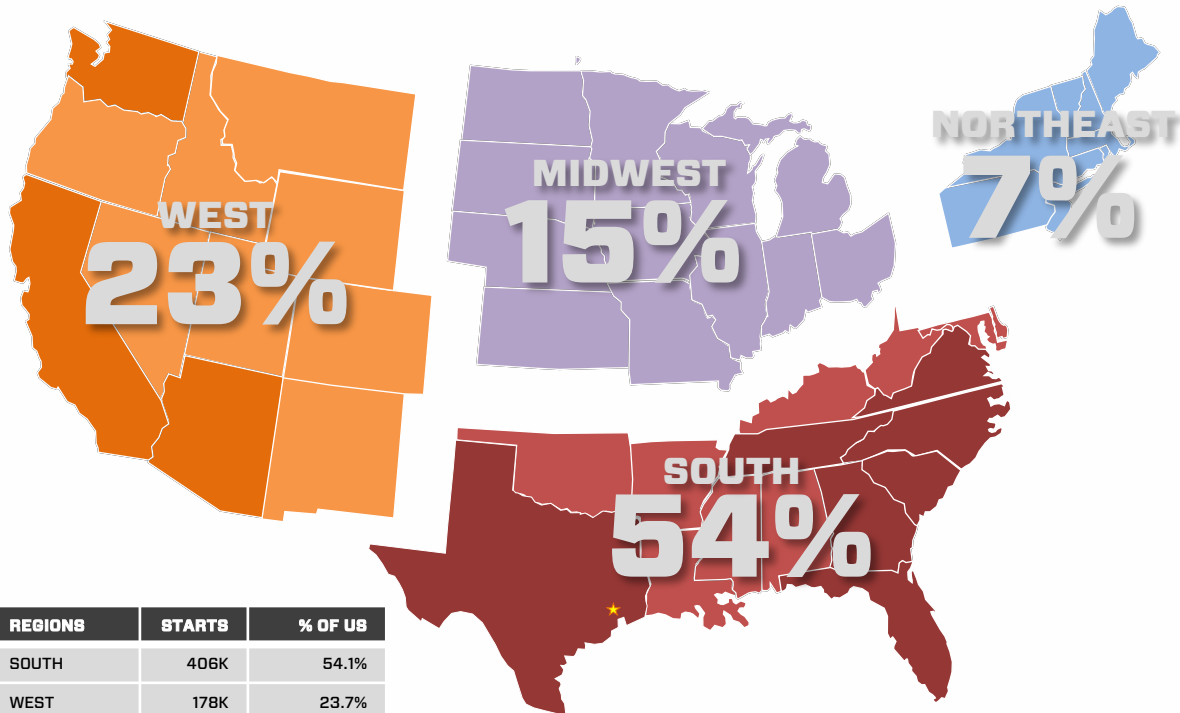 NORTHEAST
7%
MIDWEST
15%
WEST
23%
SOUTH
54%
REGIONS STARTS % OF US
SOUTH 406K 54.1%
WEST 178K 23.7%